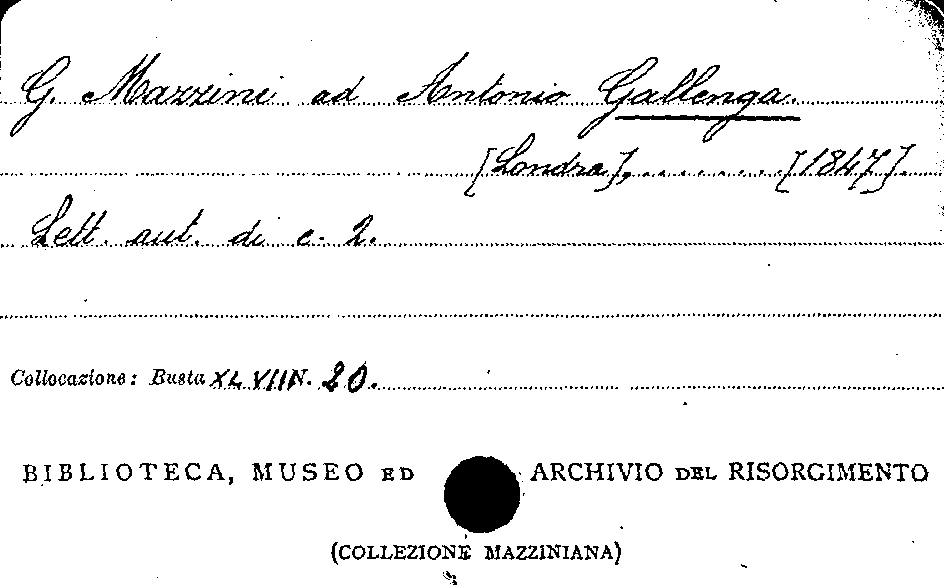 G. Mazzini ad Antonio Gallenga.
[Londra], . . . . . . . . [1847].
Lett. aut. di c. 2.
Collocazione: Busta XLVII N. 20.
BIBLIOTECA, MUSEO ED ARCHIVIO DEL RISORGIMENTO
(COLLEZIONE MAZZINIANA)